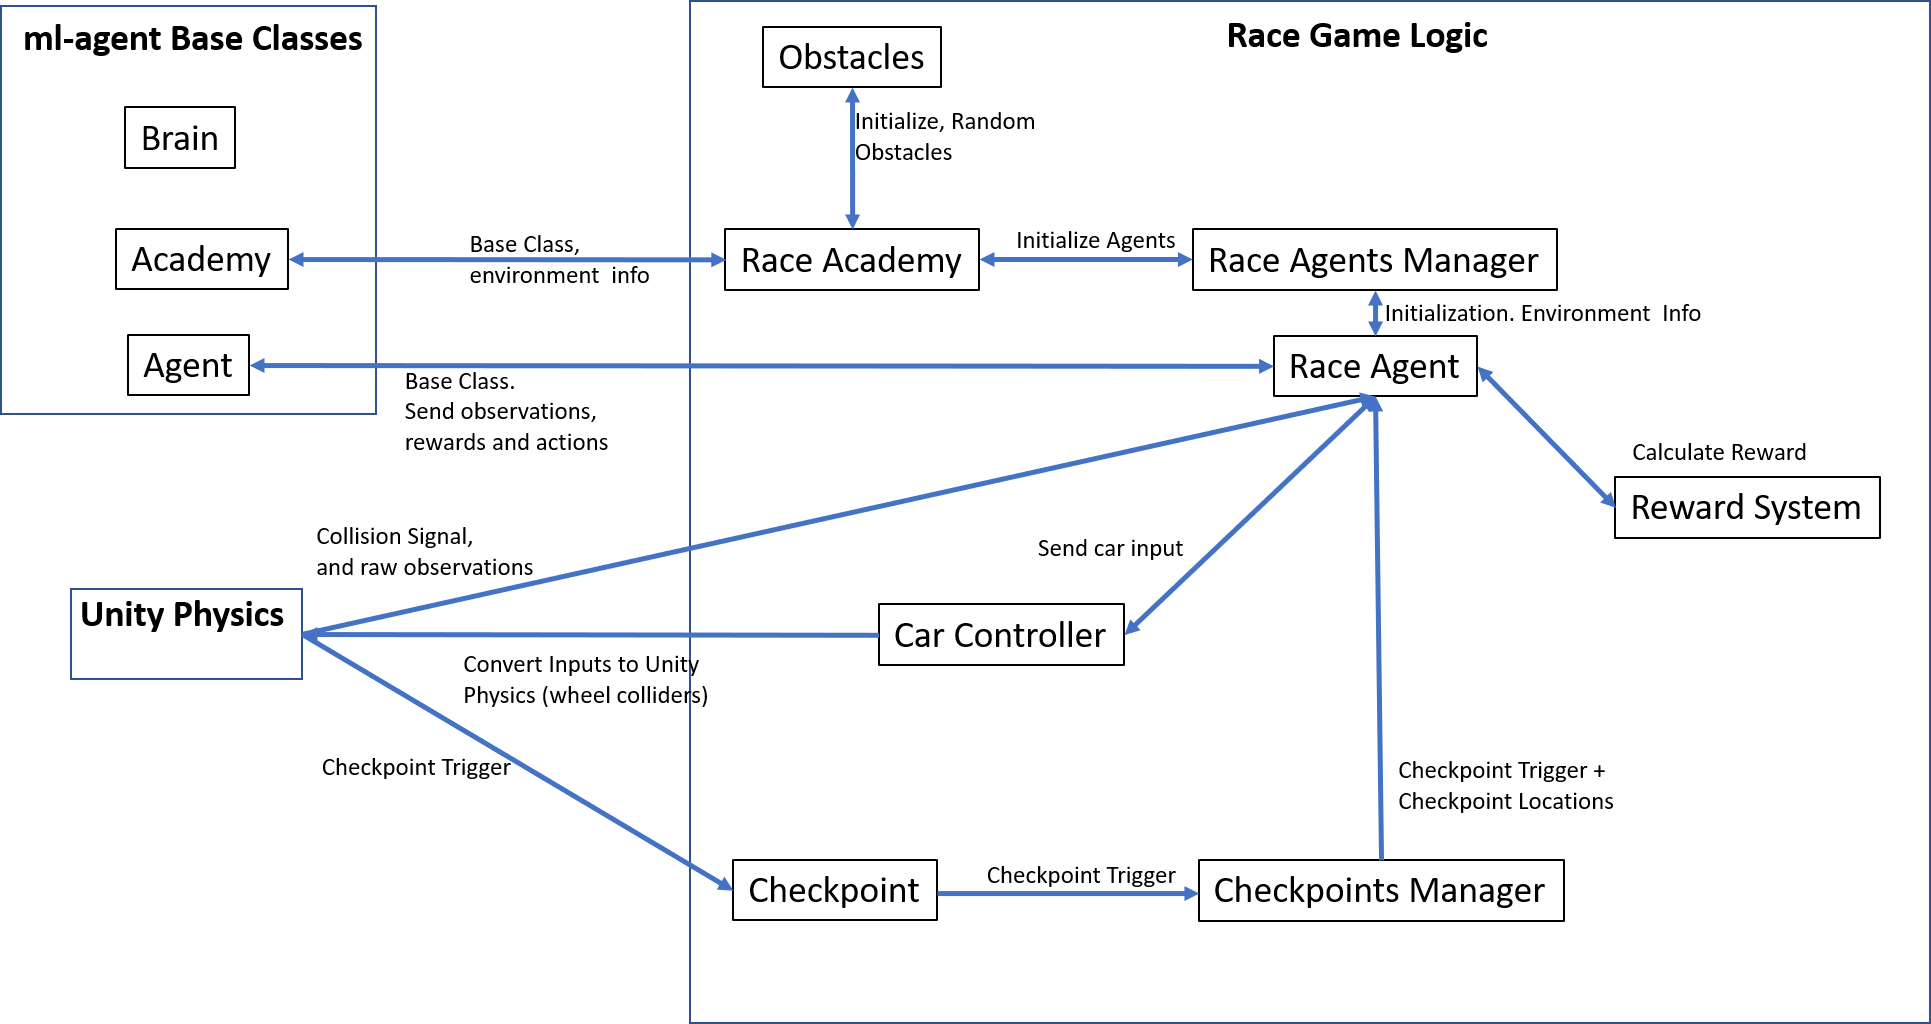 ml-agent Base Classes
Race Game Logic
Obstacles
Brain
Initialize, Random
Obstacles
Academy
Base Class,
environment  info
Race Academy
Initialize Agents
Race Agents Manager
Initialization. Environment  Info
Agent
Race Agent
Base Class.
Send observations,
rewards and actions
Calculate Reward
Reward System
Collision Signal,
and raw observations
Send car input
Unity Physics
Car Controller
Convert Inputs to Unity
Physics (wheel colliders)
Checkpoint Trigger
Checkpoint Trigger +
Checkpoint Locations
Checkpoint
Checkpoint Trigger
Checkpoints Manager